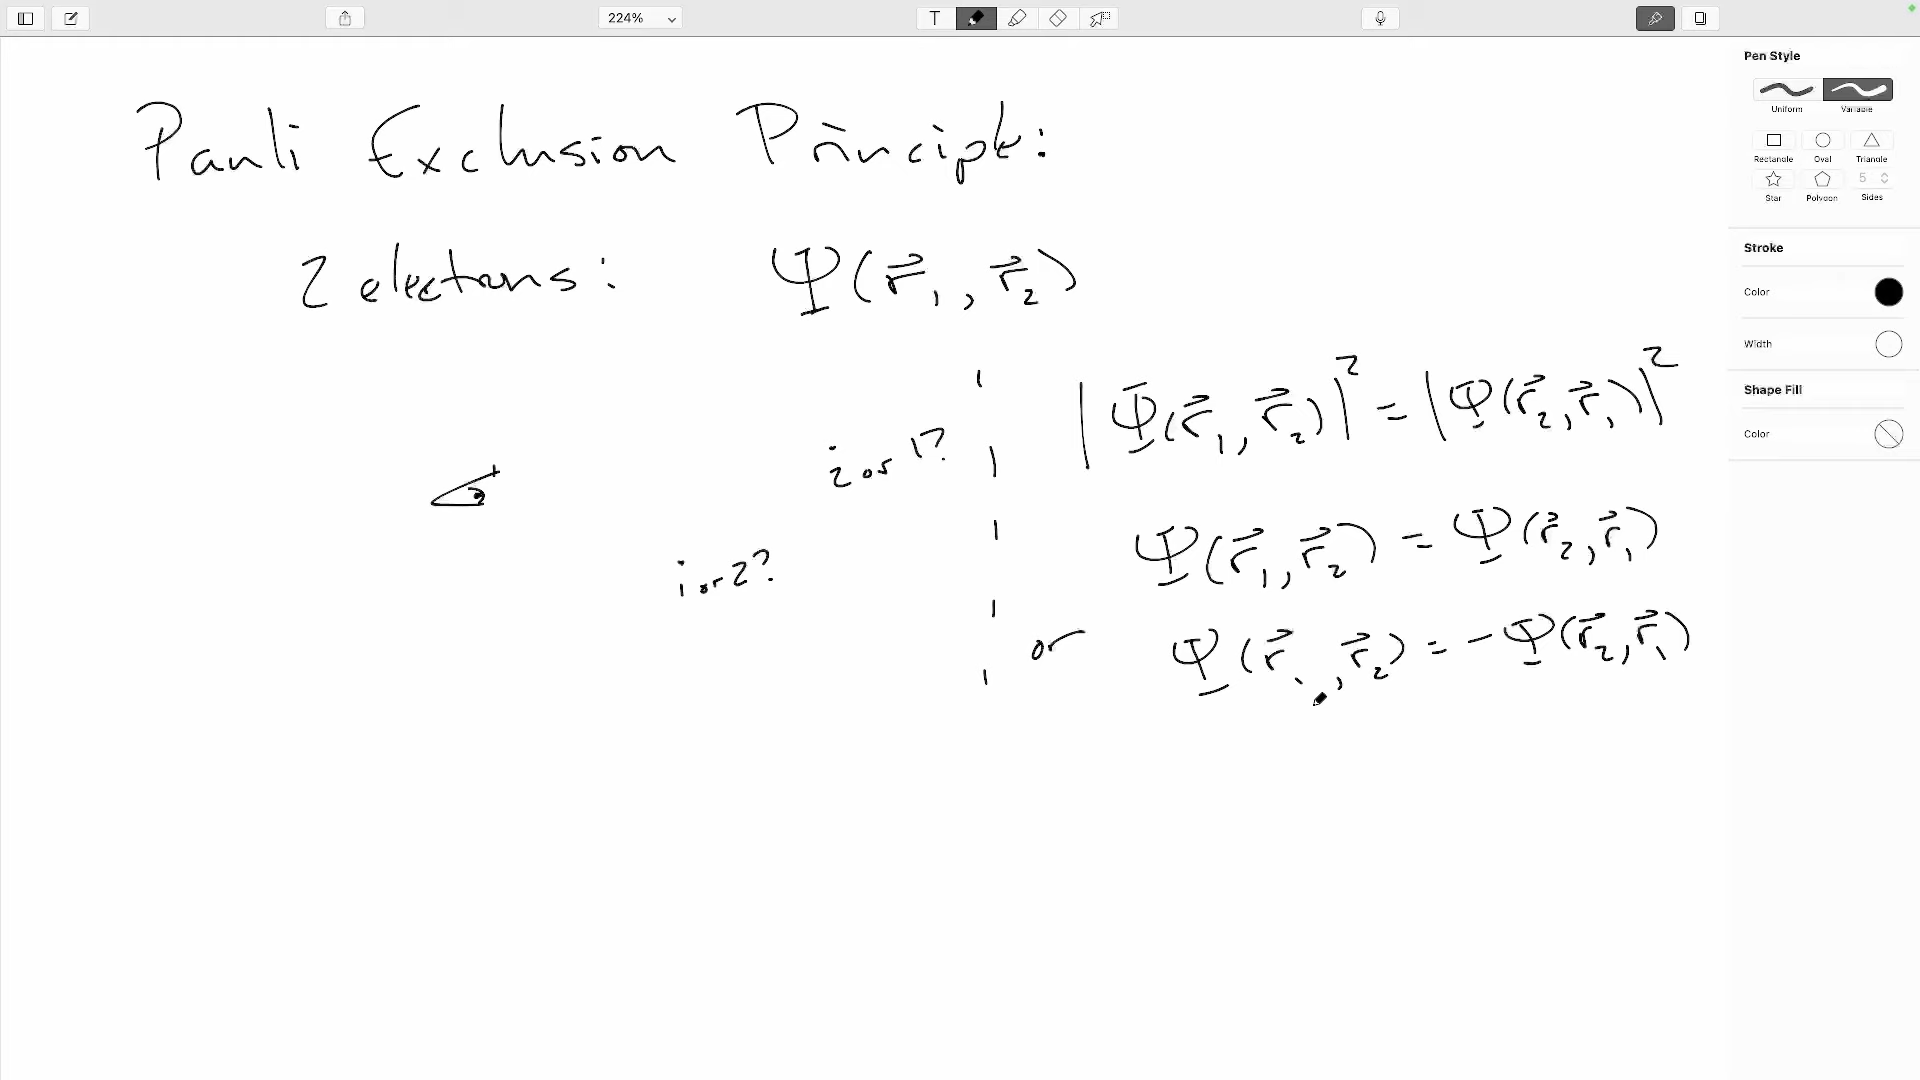 224%
T
Pen Style
Uniform Variable
Rectangle Oval Triangle
5
Star Polygon Sides
Stroke
Color
Width
Shape Fill
Color
Pauli Exclusion Principle:
2 electrons: Ψ(r⃗₁, r⃗₂)
|Ψ(r⃗₁, r⃗₂)|² = |Ψ(r⃗₂, r⃗₁)|²
2 or 1?
Ψ(r⃗₁, r⃗₂) = Ψ(r⃗₂, r⃗₁)
1 or 2?
or Ψ(r⃗₁, r⃗₂) = -Ψ(r⃗₂, r⃗₁)